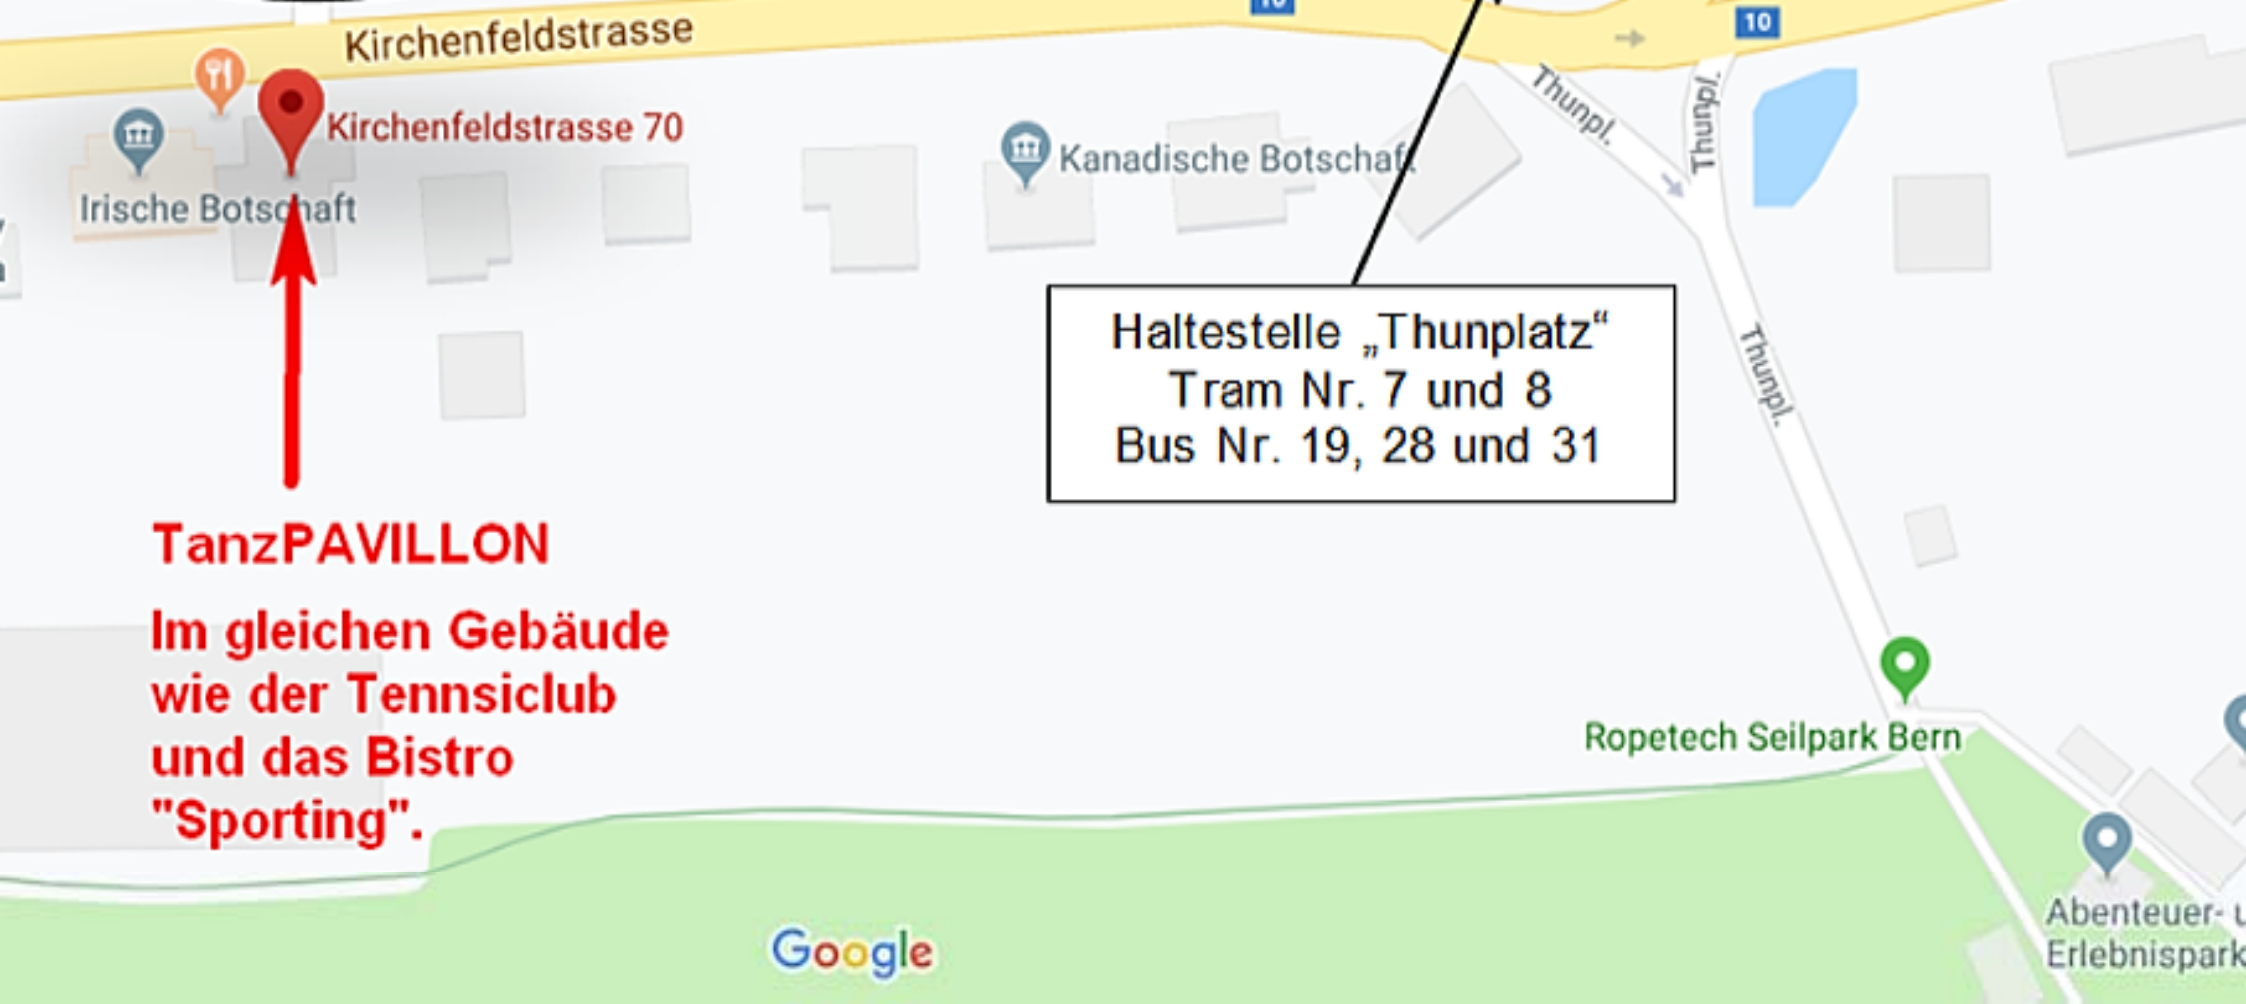 10
10
Kirchenfeldstrasse
Thunpl.
Thunpl.
Kirchenfeldstrasse 70
Kanadische Botschaft
Irische Botschaft
Haltestelle „Thunplatz“
Tram Nr. 7 und 8
Bus Nr. 19, 28 und 31
Thunpl.
TanzPAVILLON
Im gleichen Gebäude
wie der Tennsiclub
und das Bistro
"Sporting".
Ropetech Seilpark Bern
Abenteuer- u
Erlebnispark
Google